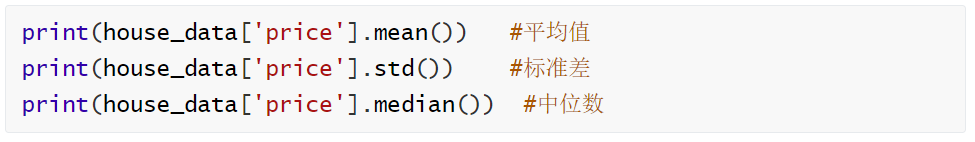 print(house_data['price'].mean())   #平均值
print(house_data['price'].std())    #标准差
print(house_data['price'].median())  #中位数